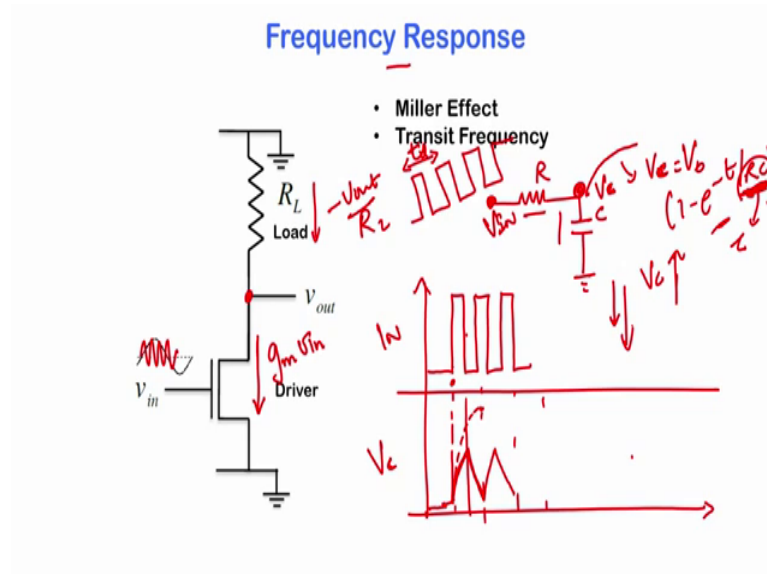 Frequency Response
• Miller Effect
• Transit Frequency
R_L
Load
-Vout/R_L
R
Vin
C
Vc
Vc = Vo
(1-e^-t/RC)
τ
Vc ↑
v_out
gm vin
v_in
Driver
IN
Vc